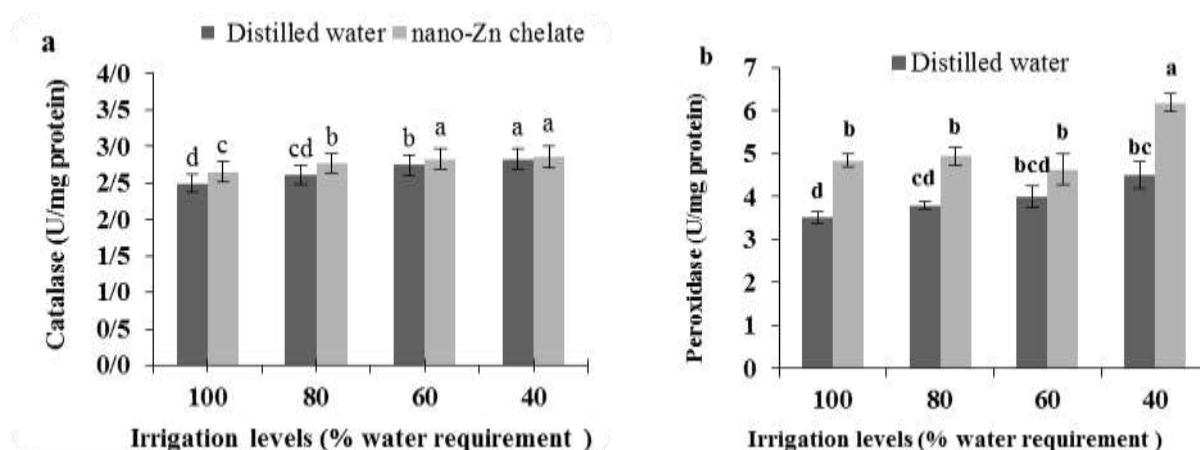 a
Distilled water nano-Zn chelate
Catalase (U/mg protein)
4/0
3/5
3/0
2/5
2/0
1/5
1/0
0/5
0/0
d c cd b b a a a
100 80 60 40
Irrigation levels (% water requirement )
b
Distilled water
Peroxidase (U/mg protein)
7
6
5
4
3
2
1
0
d b cd b bcd b bc a
100 80 60 40
Irrigation levels (% water requirement )